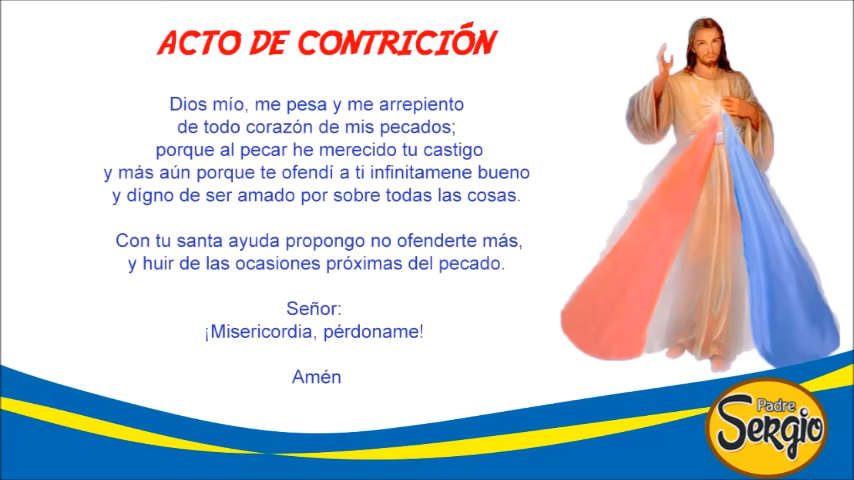 ACTO DE CONTRICIÓN
Dios mío, me pesa y me arrepiento
de todo corazón de mis pecados;
porque al pecar he merecido tu castigo
y más aún porque te ofendí a ti infinitamene bueno
y dígno de ser amado por sobre todas las cosas.
Con tu santa ayuda propongo no ofenderte más,
y huir de las ocasiones próximas del pecado.
Señor:
¡Misericordia, pérdoname!
Amén
Padre
Sergio